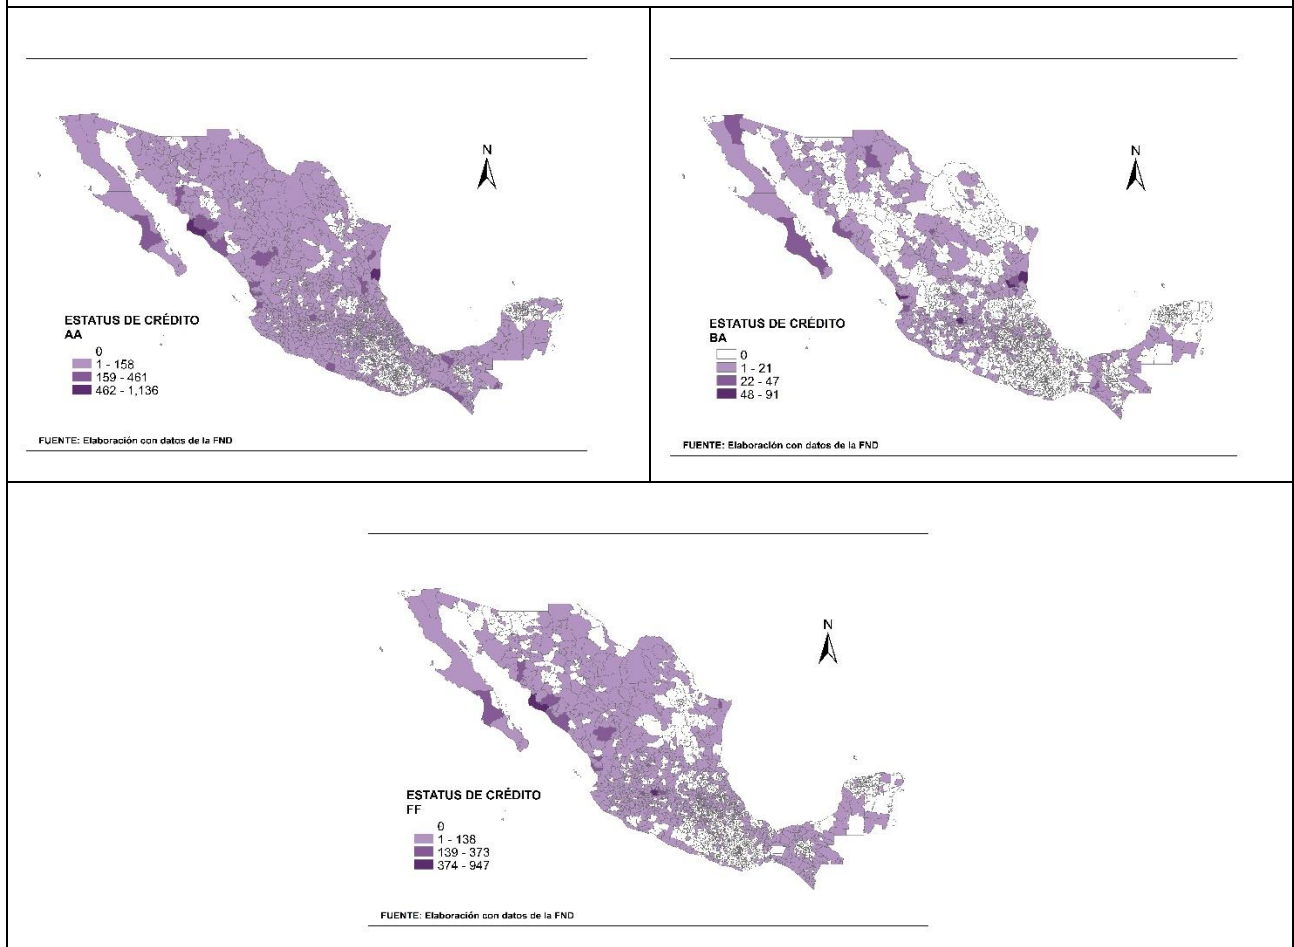 N
ESTATUS DE CRÉDITO
AA
0
1 - 158
159 - 461
462 - 1,136
FUENTE: Elaboración con datos de la FND
N
ESTATUS DE CRÉDITO
BA
0
1 - 21
22 - 47
48 - 91
FUENTE: Elaboración con datos de la FND
N
ESTATUS DE CRÉDITO
FF
0
1 - 138
139 - 373
374 - 947
FUENTE: Elaboración con datos de la FND